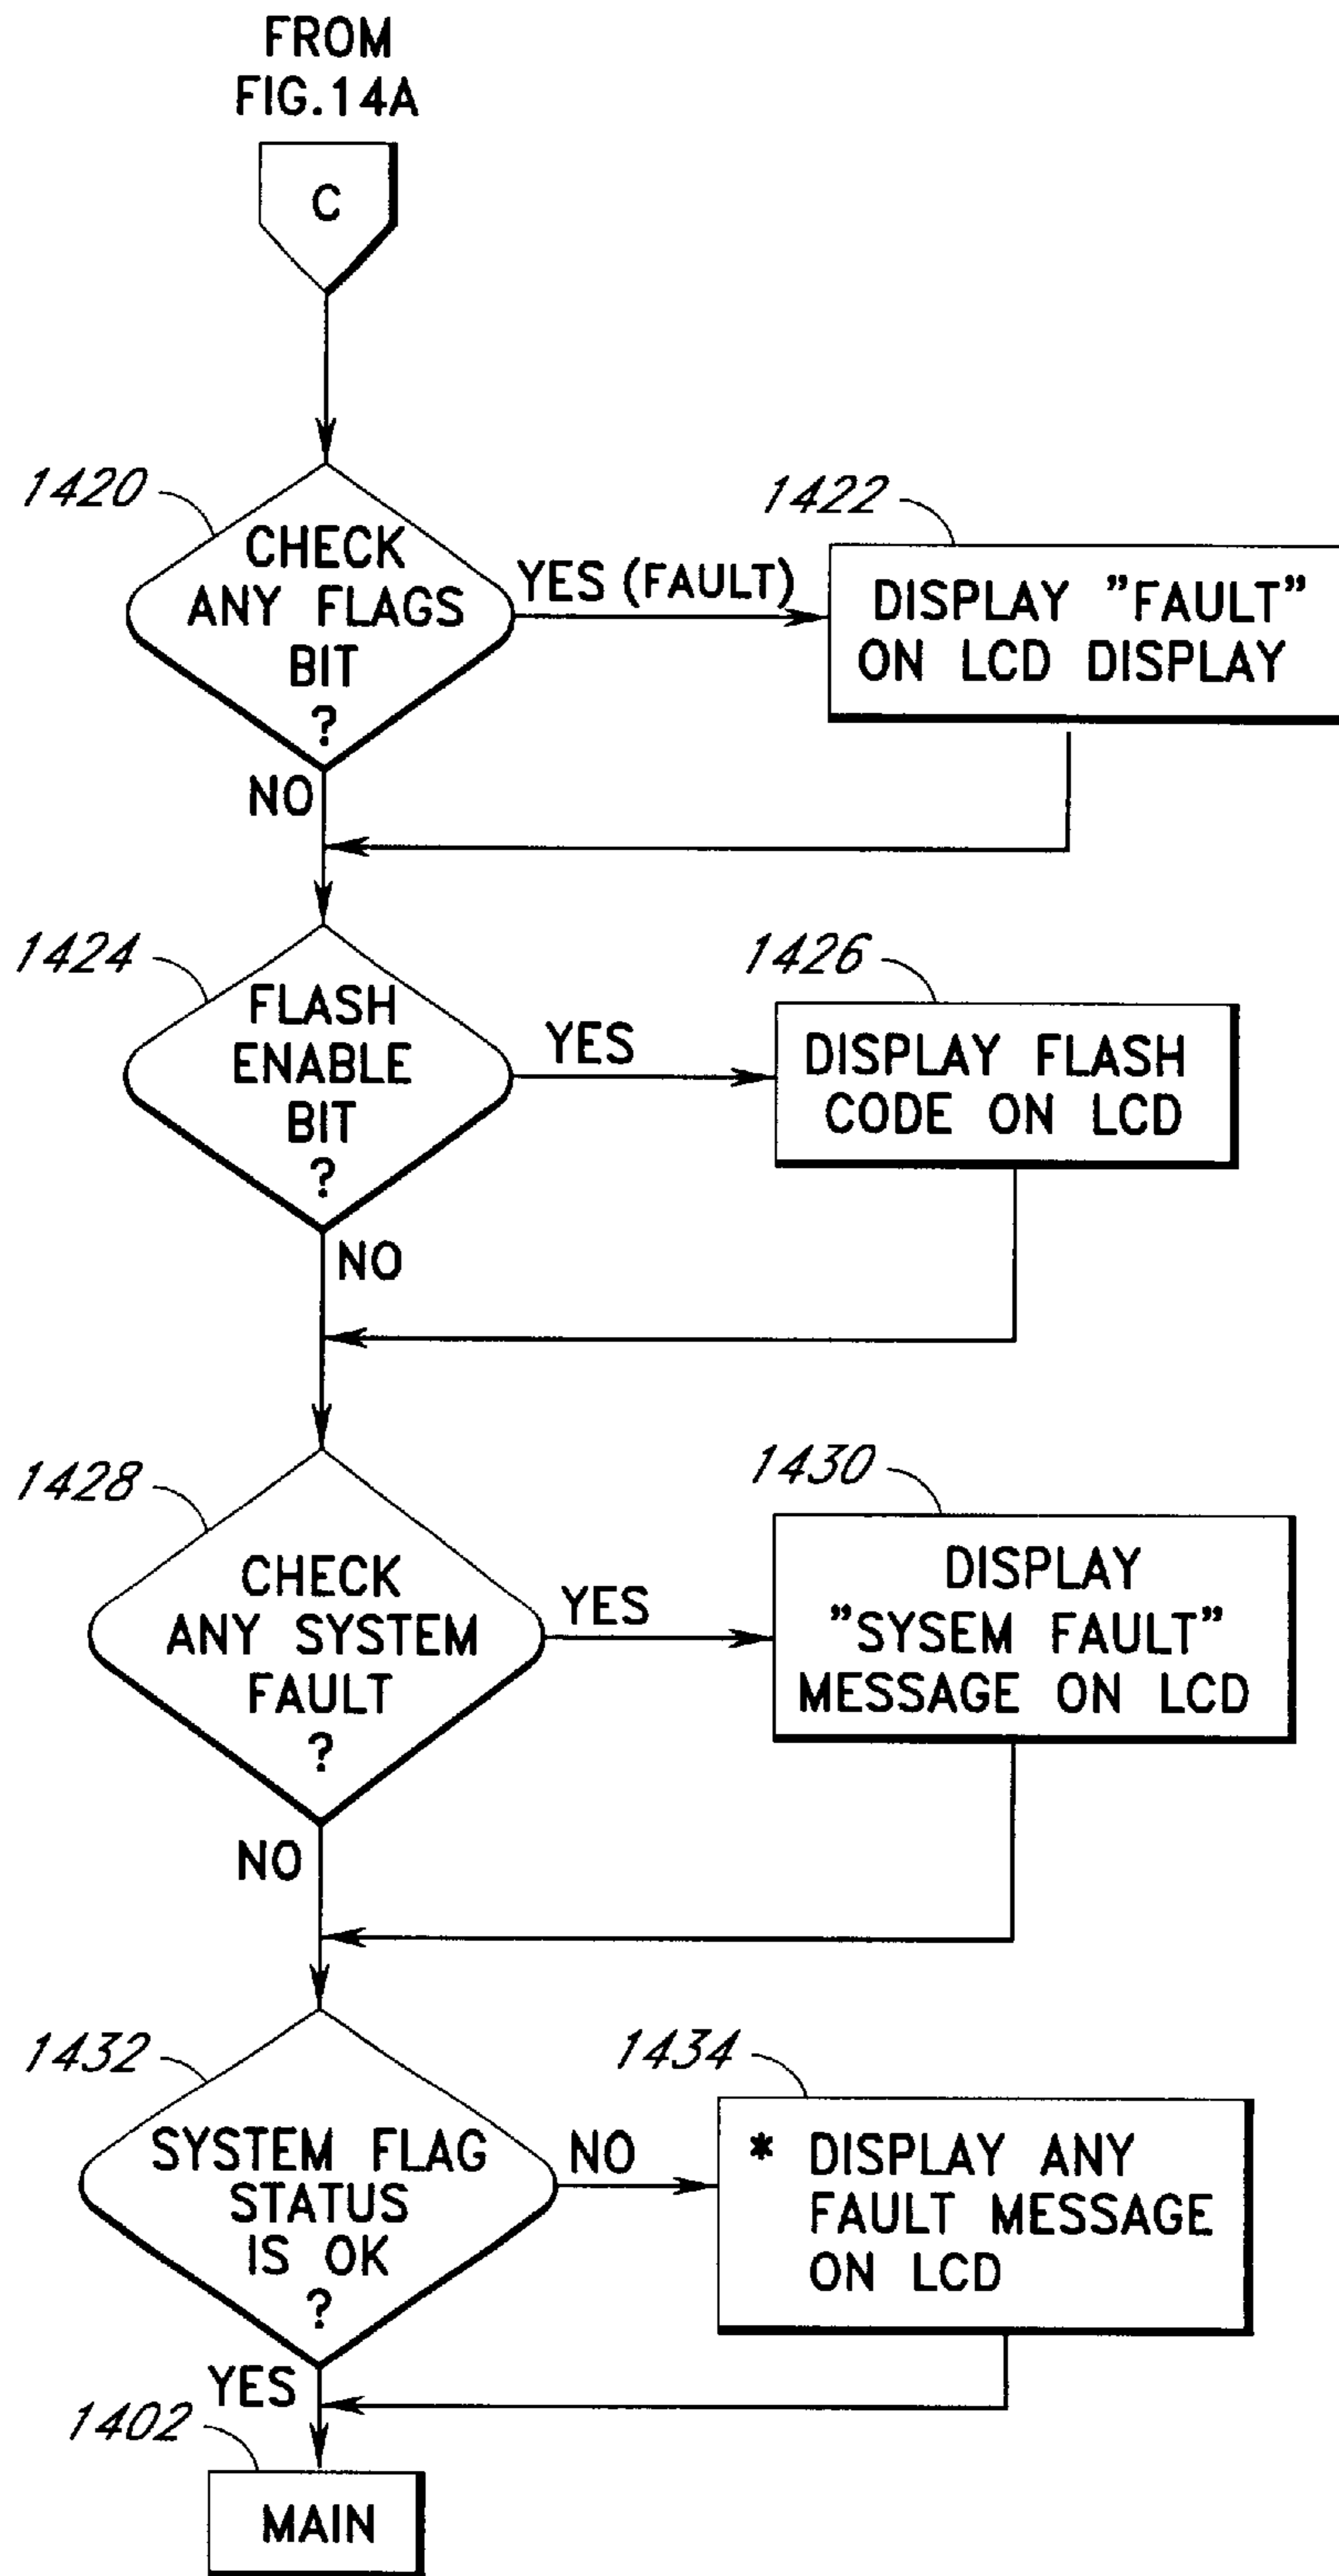 FROM
FIG.14A
C
1420
CHECK
ANY FLAGS
BIT
?
YES (FAULT)
1422
DISPLAY "FAULT"
ON LCD DISPLAY
NO
1424
FLASH
ENABLE
BIT
?
YES
1426
DISPLAY FLASH
CODE ON LCD
NO
1428
CHECK
ANY SYSTEM
FAULT
?
YES
1430
DISPLAY
"SYSEM FAULT"
MESSAGE ON LCD
NO
1432
SYSTEM FLAG
STATUS
IS OK
?
NO
1434
* DISPLAY ANY
FAULT MESSAGE
ON LCD
YES
1402
MAIN